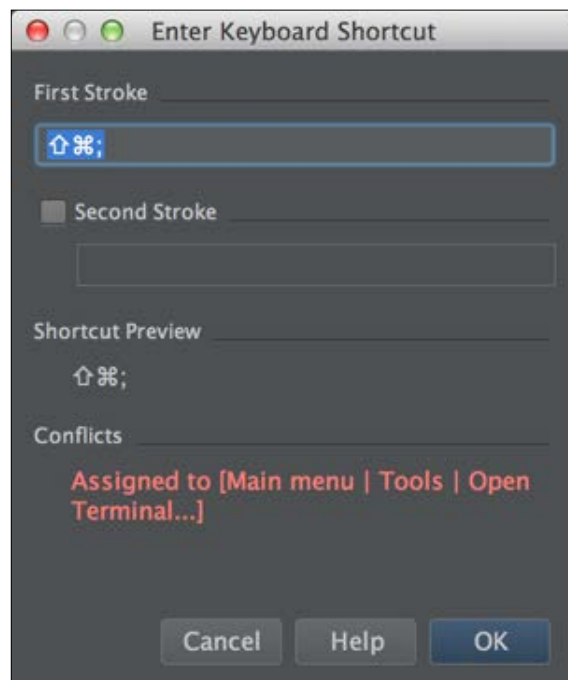 Enter Keyboard Shortcut
First Stroke
⇧⌘;
Second Stroke
Shortcut Preview
⇧⌘;
Conflicts
Assigned to [Main menu | Tools | Open
Terminal...]
Cancel Help OK